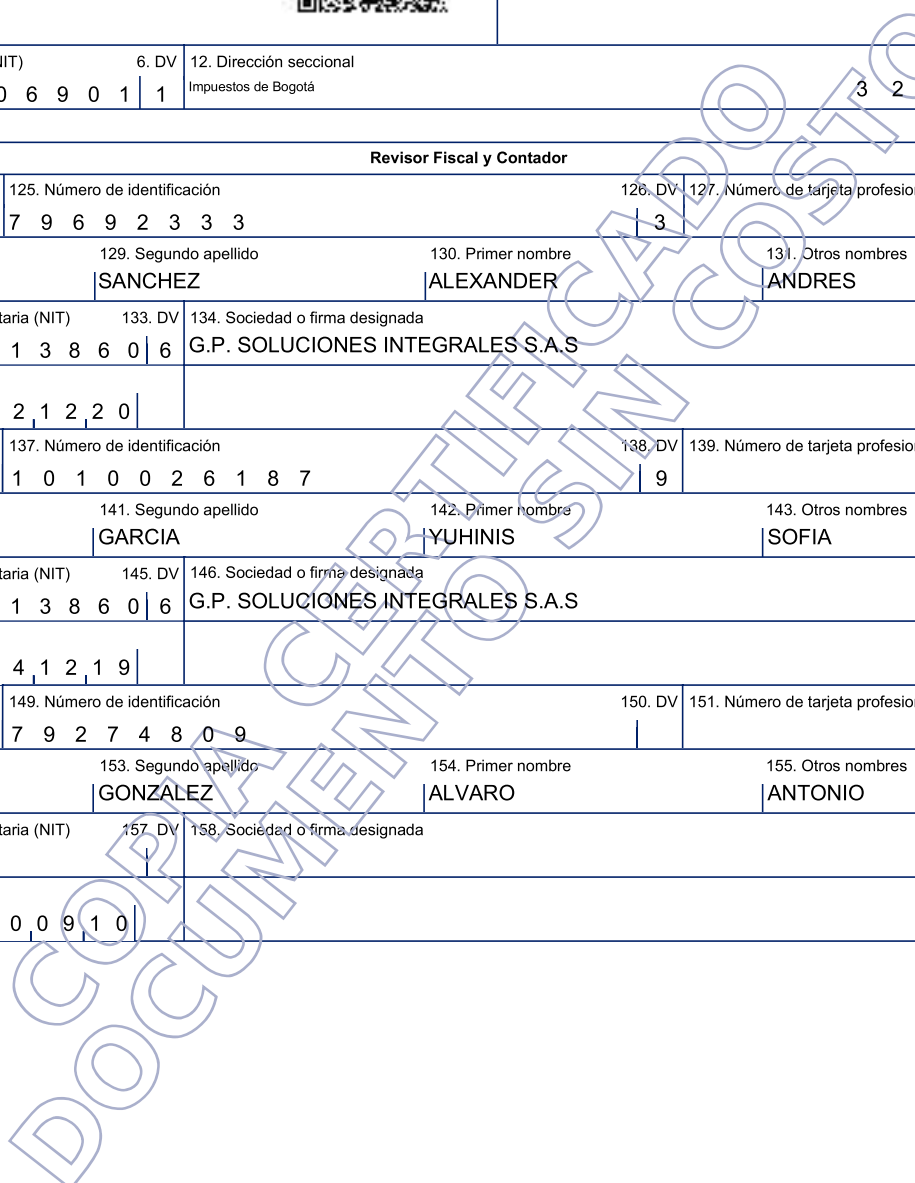 NIT) 6. DV 12. Dirección seccional
0 6 9 0 1 1 Impuestos de Bogotá 3 2
Revisor Fiscal y Contador
125. Número de identificación 126. DV 127. Número de tarjeta profesio
7 9 6 9 2 3 3 3 3
129. Segundo apellido 130. Primer nombre 131. Otros nombres
SANCHEZ ALEXANDER ANDRES
taria (NIT) 133. DV 134. Sociedad o firma designada
1 3 8 6 0 6 G.P. SOLUCIONES INTEGRALES S.A.S
2 1 2 2 0
137. Número de identificación 138. DV 139. Número de tarjeta profesio
1 0 1 0 0 2 6 1 8 7 9
141. Segundo apellido 142. Primer nombre 143. Otros nombres
GARCIA YUHINIS SOFIA
taria (NIT) 145. DV 146. Sociedad o firma designada
1 3 8 6 0 6 G.P. SOLUCIONES INTEGRALES S.A.S
4 1 2 1 9
149. Número de identificación 150. DV 151. Número de tarjeta profesio
7 9 2 7 4 8 0 9
153. Segundo apellido 154. Primer nombre 155. Otros nombres
GONZALEZ ALVARO ANTONIO
taria (NIT) 157. DV 158. Sociedad o firma designada
0 0 9 1 0
COPIA CERTIFICADO
DOCUMENTO SIN COSTO